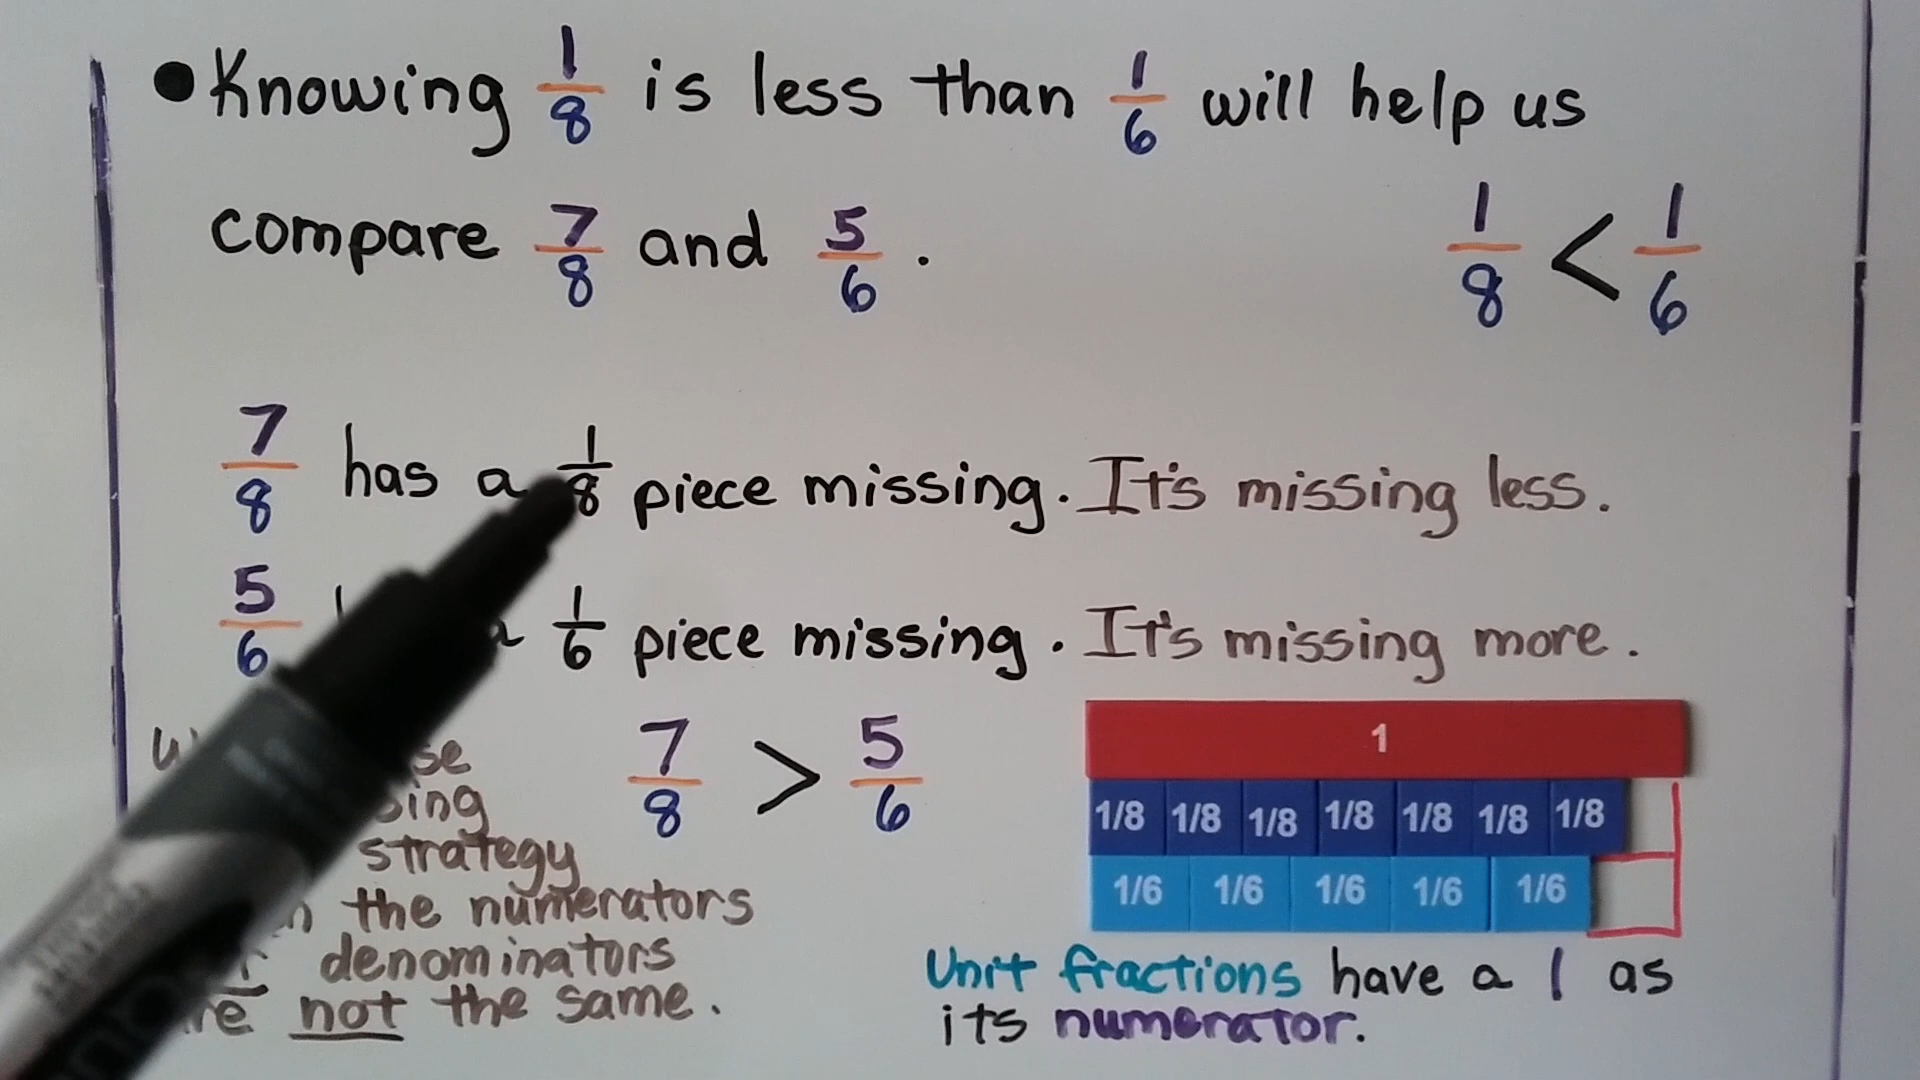 • Knowing 1/8 is less than 1/6 will help us
compare 7/8 and 5/6.
1/8 < 1/6
7/8 has a 1/8 piece missing. It's missing less.
5/6 a 1/6 piece missing. It's missing more.
7/8 > 5/6
strategy
the numerators
denominators
not the same.
1
1/8 1/8 1/8 1/8 1/8 1/8 1/8
1/6 1/6 1/6 1/6 1/6
Unit fractions have a 1 as
its numerator.